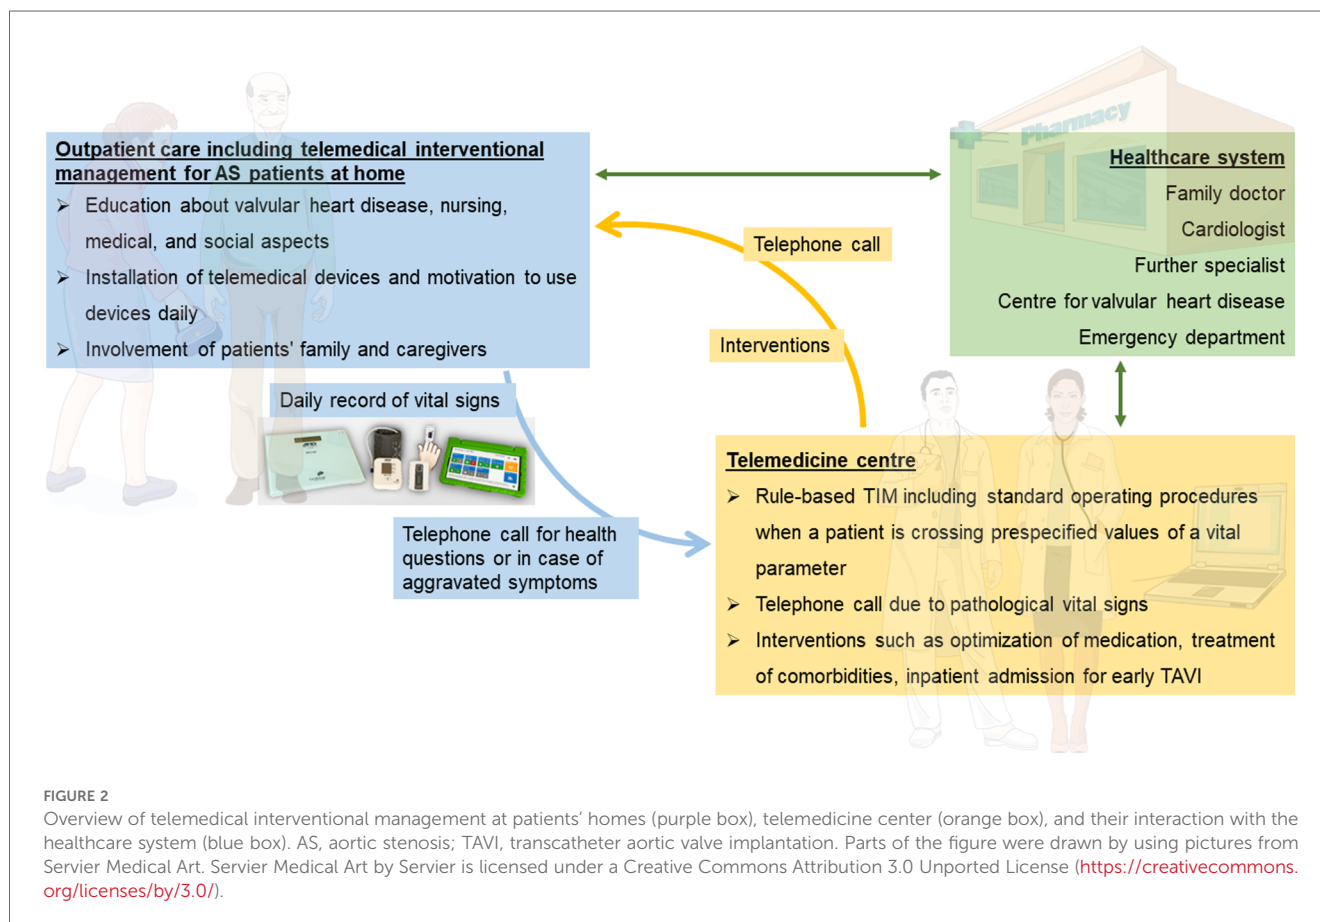 Outpatient care including telemedical interventional
management for AS patients at home
➢ Education about valvular heart disease, nursing,
medical, and social aspects
➢ Installation of telemedical devices and motivation to use
devices daily
➢ Involvement of patients' family and caregivers
Daily record of vital signs
Telephone call for health
questions or in case of
aggravated symptoms
Telephone call
Interventions
Pharmacy
Healthcare system
Family doctor
Cardiologist
Further specialist
Centre for valvular heart disease
Emergency department
Telemedicine centre
➢ Rule-based TIM including standard operating procedures
when a patient is crossing prespecified values of a vital
parameter
➢ Telephone call due to pathological vital signs
➢ Interventions such as optimization of medication, treatment
of comorbidities, inpatient admission for early TAVI
FIGURE 2
Overview of telemedical interventional management at patients' homes (purple box), telemedicine center (orange box), and their interaction with the
healthcare system (blue box). AS, aortic stenosis; TAVI, transcatheter aortic valve implantation. Parts of the figure were drawn by using pictures from
Servier Medical Art. Servier Medical Art by Servier is licensed under a Creative Commons Attribution 3.0 Unported License (https://creativecommons.
org/licenses/by/3.0/).